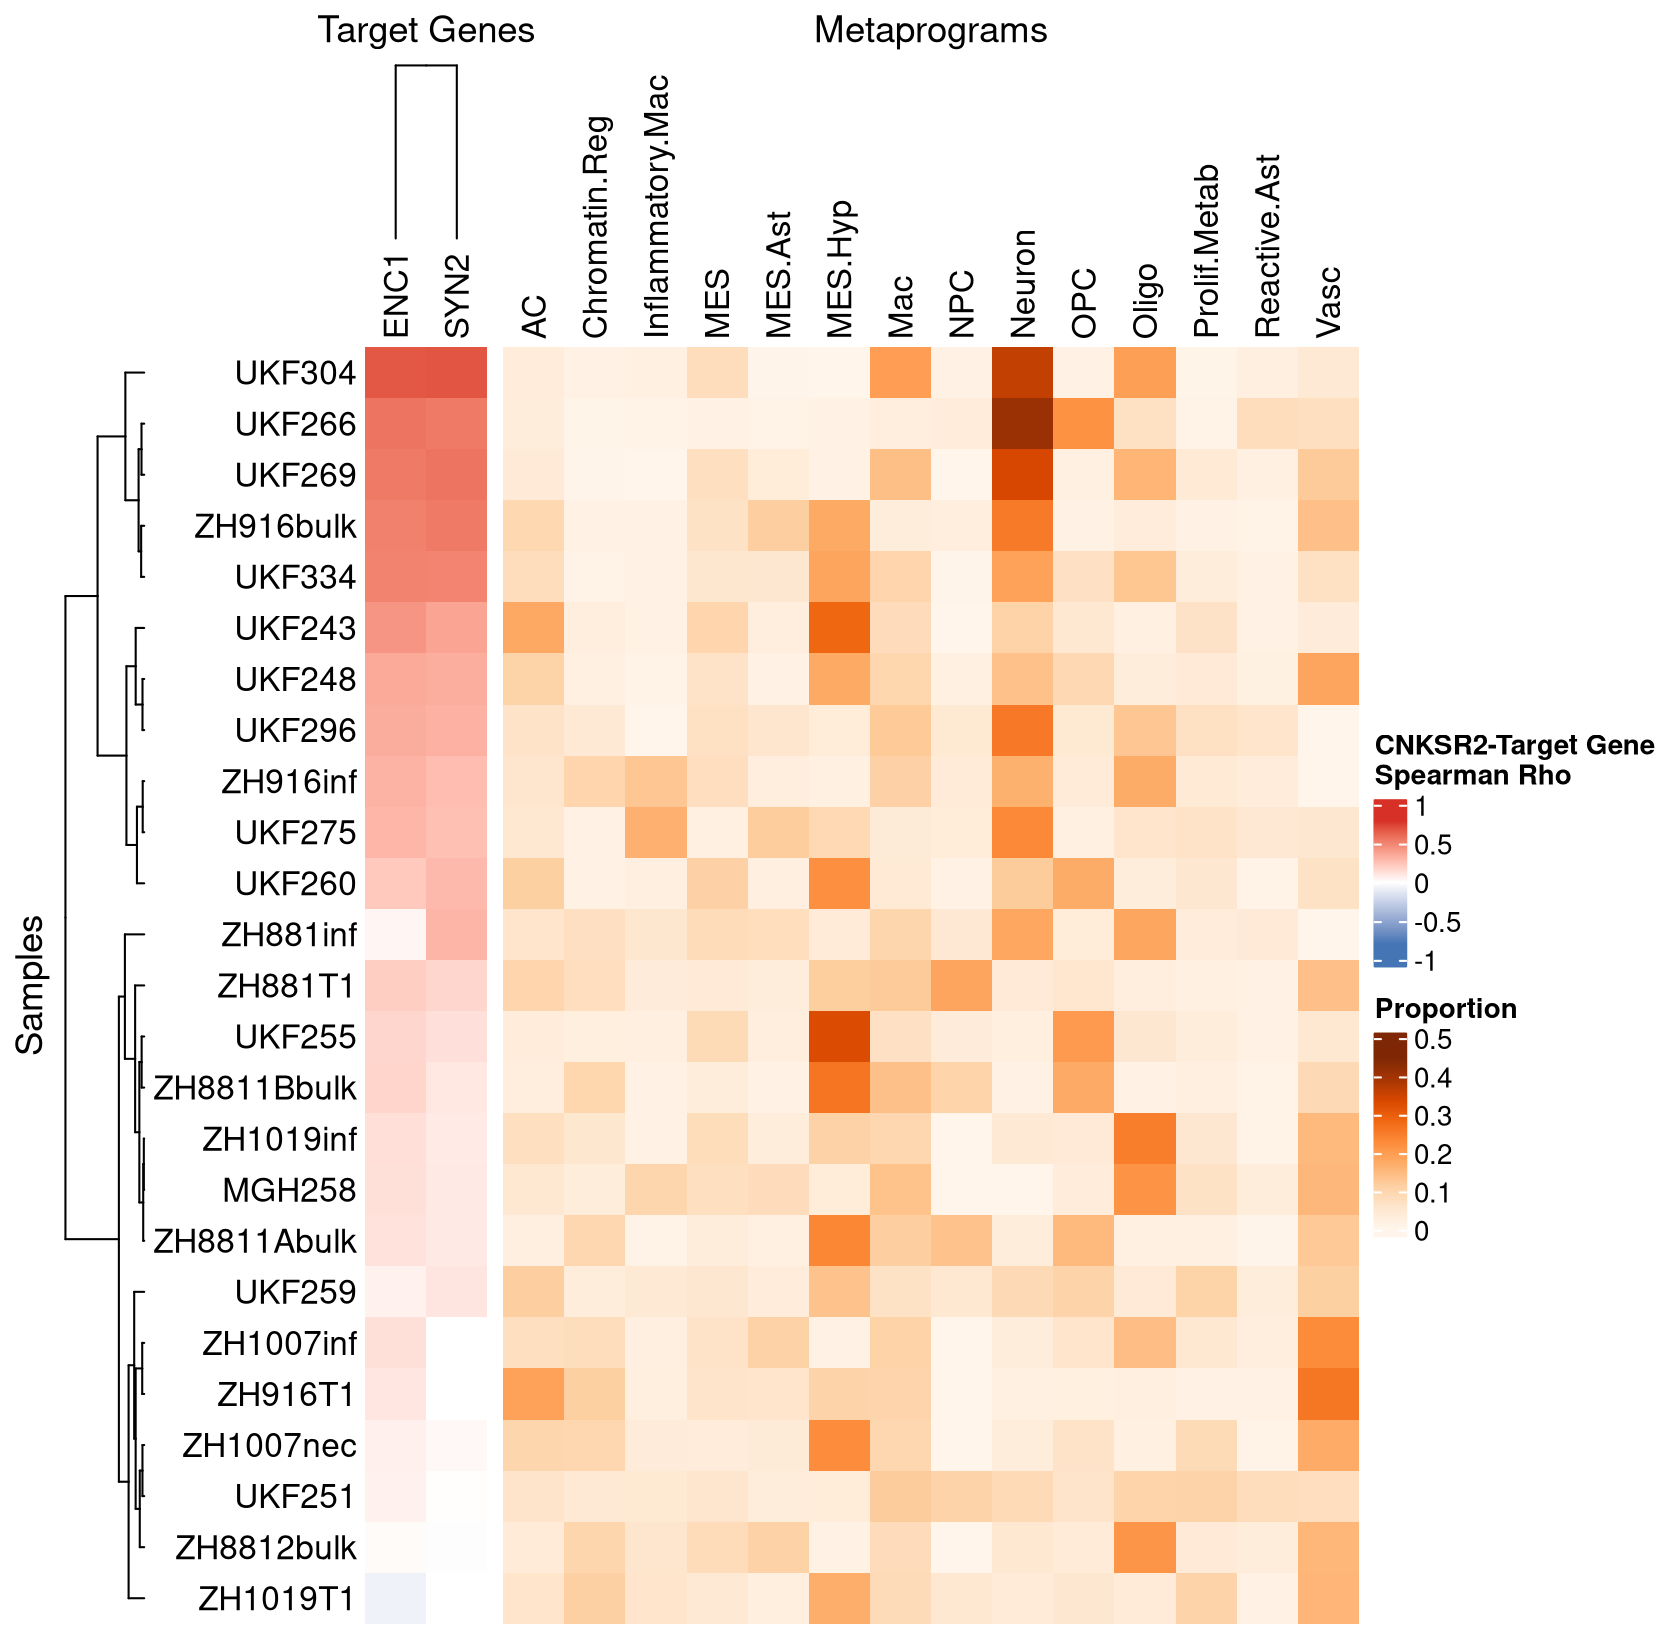 Target Genes
Metaprograms
ENC1
SYN2
AC
Chromatin.Reg
Inflammatory.Mac
MES
MES.Ast
MES.Hyp
Mac
NPC
Neuron
OPC
Oligo
Prolif.Metab
Reactive.Ast
Vasc
Samples
UKF304
UKF266
UKF269
ZH916bulk
UKF334
UKF243
UKF248
UKF296
ZH916inf
UKF275
UKF260
ZH881inf
ZH881T1
UKF255
ZH8811Bbulk
ZH1019inf
MGH258
ZH8811Abulk
UKF259
ZH1007inf
ZH916T1
ZH1007nec
UKF251
ZH8812bulk
ZH1019T1
CNKSR2-Target Gene
Spearman Rho
1
0.5
0
-0.5
-1
Proportion
0.5
0.4
0.3
0.2
0.1
0